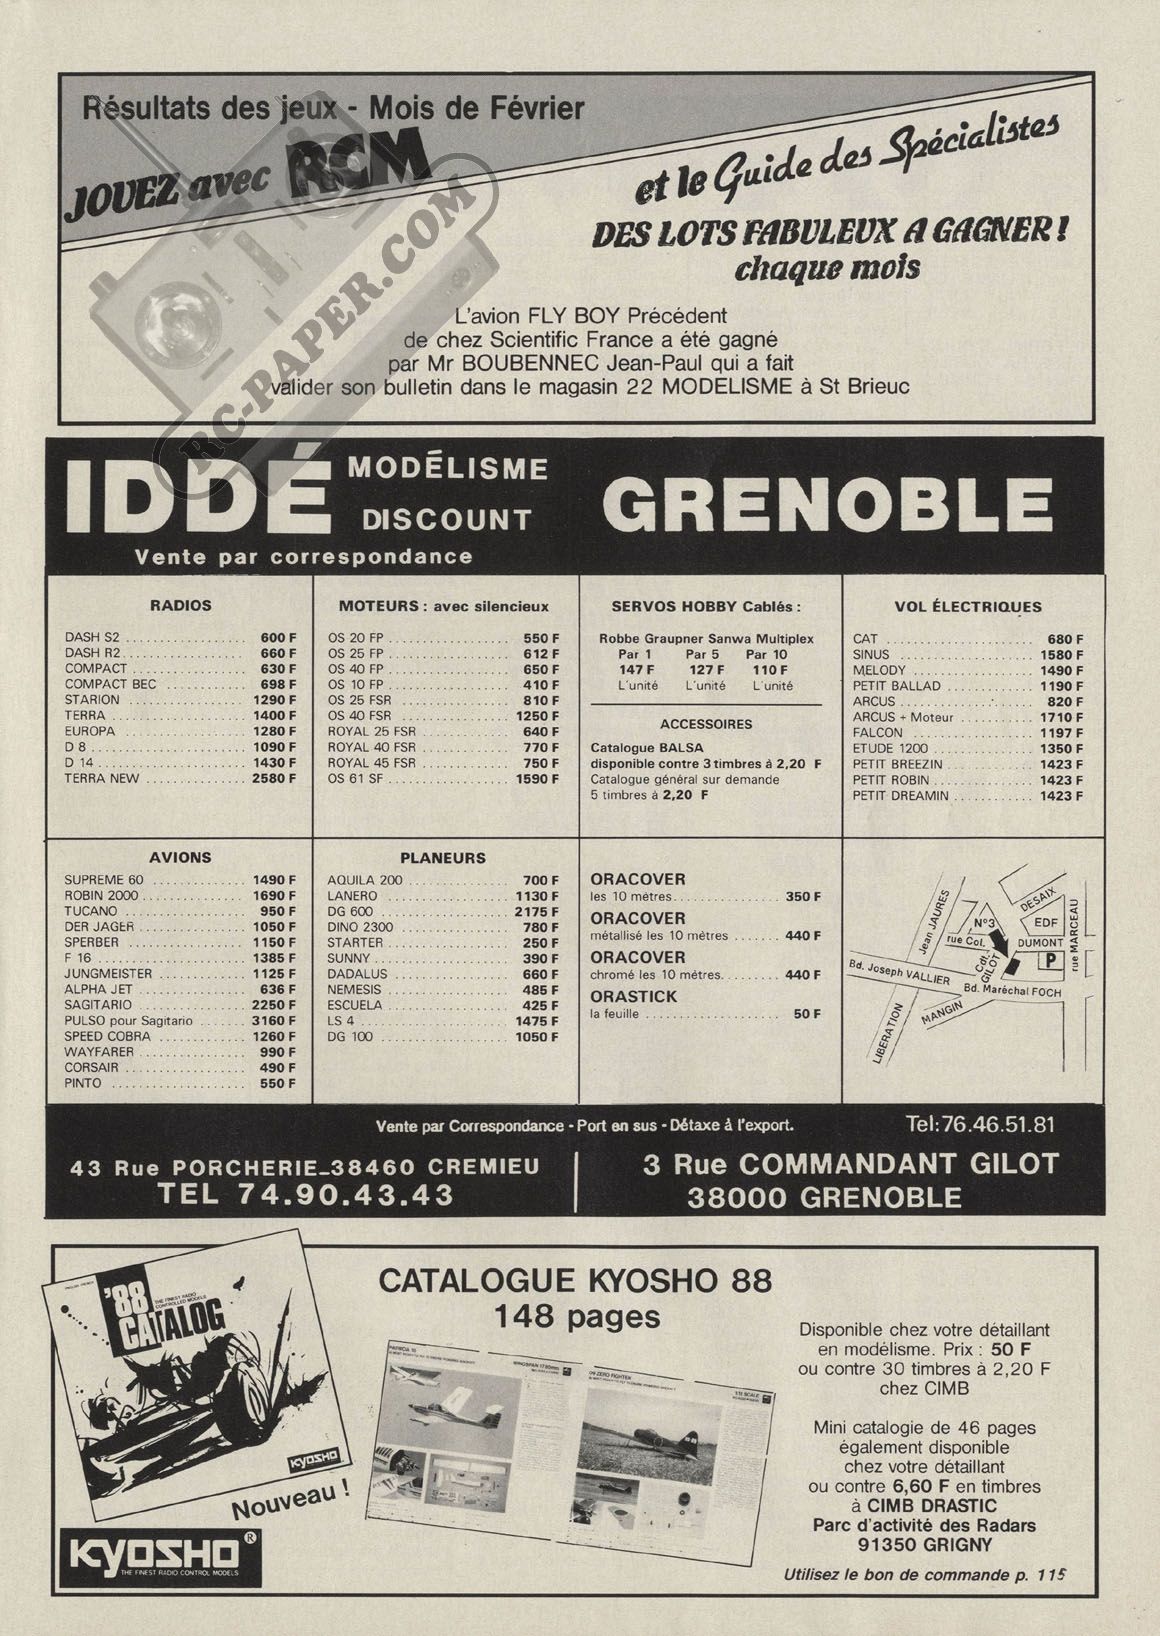 Résultats des jeux - Mois de Février
JOUEZ avec RCM
et le Guide des Spécialistes
DES LOTS FABULEUX A GAGNER !
chaque mois
L'avion FLY BOY Précédent
de chez Scientific France a été gagné
par Mr BOUBENNEC Jean-Paul qui a fait
valider son bulletin dans le magasin 22 MODELISME à St Brieuc
RC-PAPER.COM
IDDÉ MODÉLISME DISCOUNT GRENOBLE
Vente par correspondance
RADIOS
DASH S2 600 F
DASH R2 660 F
COMPACT 630 F
COMPACT BEC 698 F
STARION 1290 F
TERRA 1400 F
EUROPA 1280 F
D 8 1090 F
D 14 1430 F
TERRA NEW 2580 F
MOTEURS : avec silencieux
OS 20 FP 550 F
OS 25 FP 612 F
OS 40 FP 650 F
OS 10 FP 410 F
OS 25 FSR 810 F
OS 40 FSR 1250 F
ROYAL 25 FSR 640 F
ROYAL 40 FSR 770 F
ROYAL 45 FSR 750 F
OS 61 SF 1590 F
SERVOS HOBBY Cablés :
Robbe Graupner Sanwa Multiplex
Par 1 Par 5 Par 10
147 F 127 F 110 F
L'unité L'unité L'unité
ACCESSOIRES
Catalogue BALSA
disponible contre 3 timbres à 2,20 F
Catalogue général sur demande
5 timbres à 2,20 F
VOL ÉLECTRIQUES
CAT 680 F
SINUS 1580 F
MELODY 1490 F
PETIT BALLAD 1190 F
ARCUS 820 F
ARCUS + Moteur 1710 F
FALCON 1197 F
ETUDE 1200 1350 F
PETIT BREEZIN 1423 F
PETIT ROBIN 1423 F
PETIT DREAMIN 1423 F
AVIONS
SUPREME 60 1490 F
ROBIN 2000 1690 F
TUCANO 950 F
DER JAGER 1050 F
SPERBER 1150 F
F 16 1385 F
JUNGMEISTER 1125 F
ALPHA JET 636 F
SAGITARIO 2250 F
PULSO pour Sagitario 3160 F
SPEED COBRA 1260 F
WAYFARER 990 F
CORSAIR 490 F
PINTO 550 F
PLANEURS
AQUILA 200 700 F
LANERO 1130 F
DG 600 2175 F
DINO 2300 780 F
STARTER 250 F
SUNNY 390 F
DADALUS 660 F
NEMESIS 485 F
ESCUELA 425 F
LS 4 1475 F
DG 100 1050 F
ORACOVER
les 10 mètres 350 F
ORACOVER
métallisé les 10 mètres 440 F
ORACOVER
chromé les 10 mètres 440 F
ORASTICK
la feuille 50 F
Jean JAURES
N°3
rue Col.
DESAIX
EDF
DUMONT
P
rue MARCEAU
Cdt. GILOT
Bd. Joseph VALLIER
Bd. Maréchal FOCH
MANGIN
LIBERATION
Vente par Correspondance - Port en sus - Détaxe à l'export.
Tel: 76.46.51.81
43 Rue PORCHERIE_38460 CREMIEU
TEL 74.90.43.43
3 Rue COMMANDANT GILOT
38000 GRENOBLE
'88
CATALOG
THE FINEST RADIO
CONTROLLED MODELS
KYOSHO
Nouveau !
CATALOGUE KYOSHO 88
148 pages
WINGSPAN 1780mm
09 ZERO FIGHTER
1/11 SCALE
Disponible chez votre détaillant
en modélisme. Prix : 50 F
ou contre 30 timbres à 2,20 F
chez CIMB
Mini catalogie de 46 pages
également disponible
chez votre détaillant
ou contre 6,60 F en timbres
à CIMB DRASTIC
Parc d'activité des Radars
91350 GRIGNY
Utilisez le bon de commande p. 115
KYOSHO ®
THE FINEST RADIO CONTROL MODELS